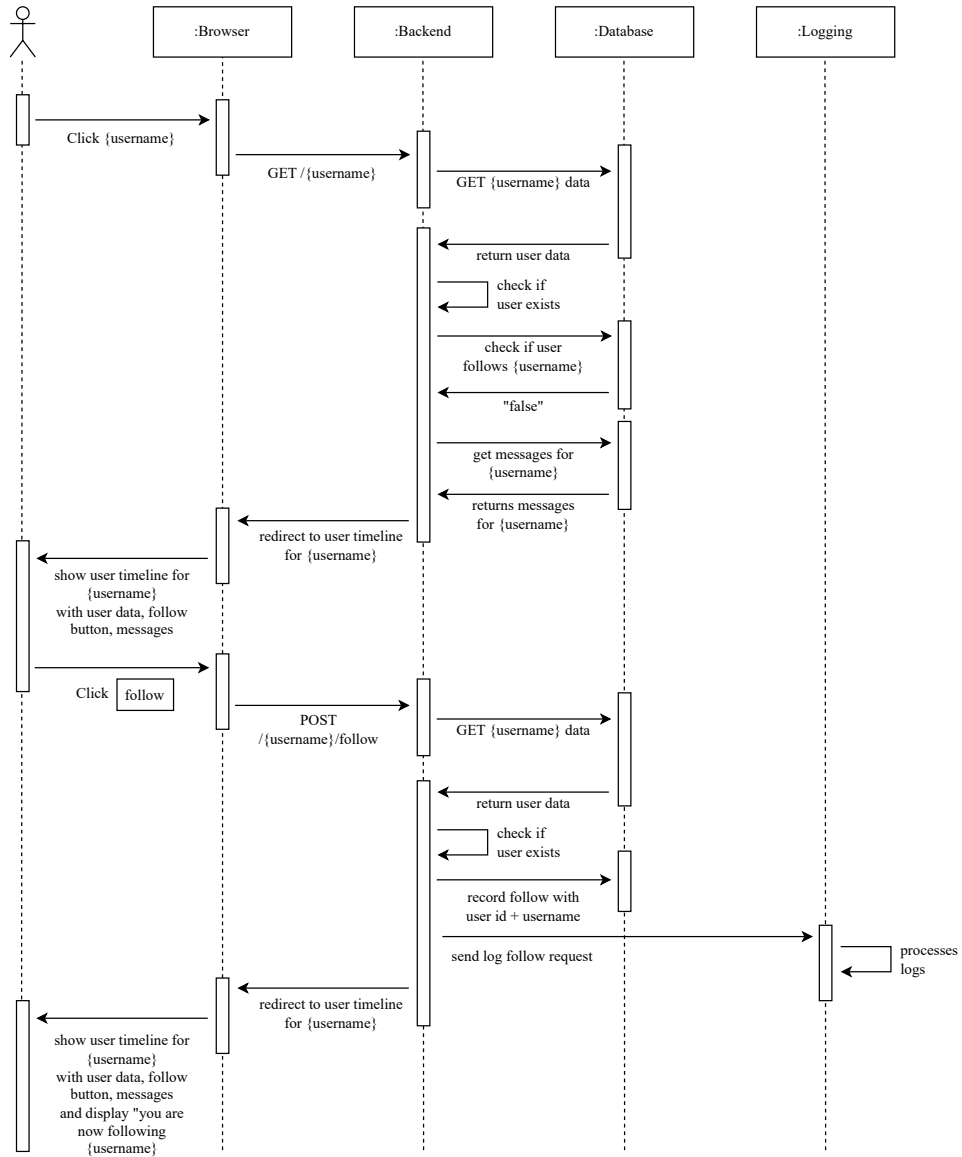 :Browser
:Backend
:Database
:Logging
Click {username}
GET /{username}
GET {username} data
return user data
check if
user exists
check if user
follows {username}
"false"
get messages for
{username}
returns messages
for {username}
redirect to user timeline
for {username}
show user timeline for
{username}
with user data, follow
button, messages
Click follow
POST
/{username}/follow
GET {username} data
return user data
check if
user exists
record follow with
user id + username
send log follow request
processes
logs
redirect to user timeline
for {username}
show user timeline for
{username}
with user data, follow
button, messages
and display "you are
now following
{username}